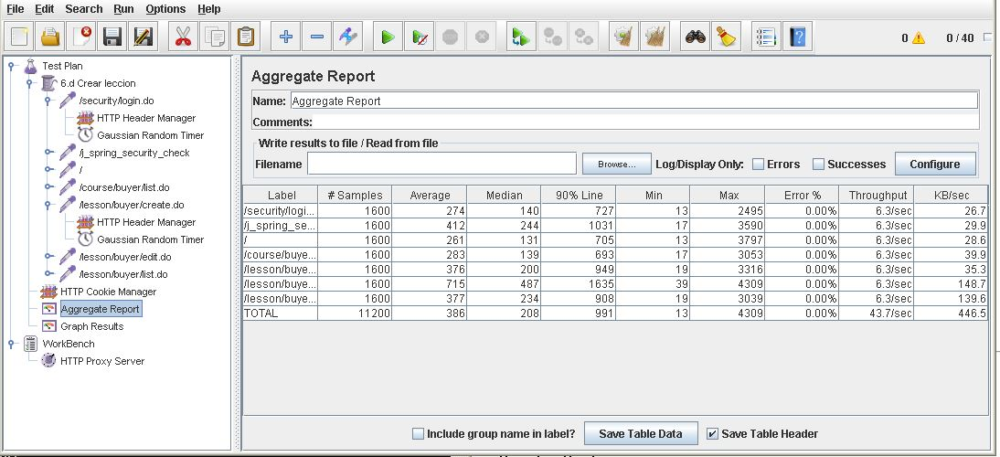 File Edit Search Run Options Help
0 0 / 40
Test Plan
6.d Crear leccion
/security/login.do
HTTP Header Manager
Gaussian Random Timer
/j_spring_security_check
/
/course/buyer/list.do
/lesson/buyer/create.do
HTTP Header Manager
Gaussian Random Timer
/lesson/buyer/edit.do
/lesson/buyer/list.do
HTTP Cookie Manager
Aggregate Report
Graph Results
WorkBench
HTTP Proxy Server
Aggregate Report
Name: Aggregate Report
Comments:
Write results to file / Read from file
Filename Browse... Log/Display Only: Errors Successes Configure
Label # Samples Average Median 90% Line Min Max Error % Throughput KB/sec
/security/logi... 1600 274 140 727 13 2495 0.00% 6.3/sec 26.7
/j_spring_se... 1600 412 244 1031 17 3590 0.00% 6.3/sec 29.9
/ 1600 261 131 705 13 3797 0.00% 6.3/sec 28.6
/course/buye... 1600 283 139 693 17 3053 0.00% 6.3/sec 39.9
/lesson/buye... 1600 376 200 949 19 3316 0.00% 6.3/sec 35.3
/lesson/buye... 1600 715 487 1635 39 4309 0.00% 6.3/sec 148.7
/lesson/buye... 1600 377 234 908 19 3039 0.00% 6.3/sec 139.6
TOTAL 11200 386 208 991 13 4309 0.00% 43.7/sec 446.5
Include group name in label? Save Table Data Save Table Header